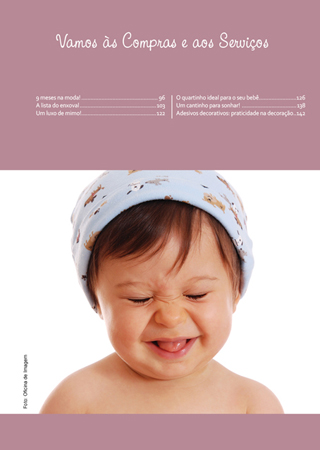 Vamos às Compras e aos Serviços
9 meses na moda! 96
A lista do enxoval 103
Um luxo de mimo! 122
O quartinho ideal para o seu bebê 126
Um cantinho para sonhar! 138
Adesivos decorativos: praticidade na decoração..142
Foto: Oficina de Imagem